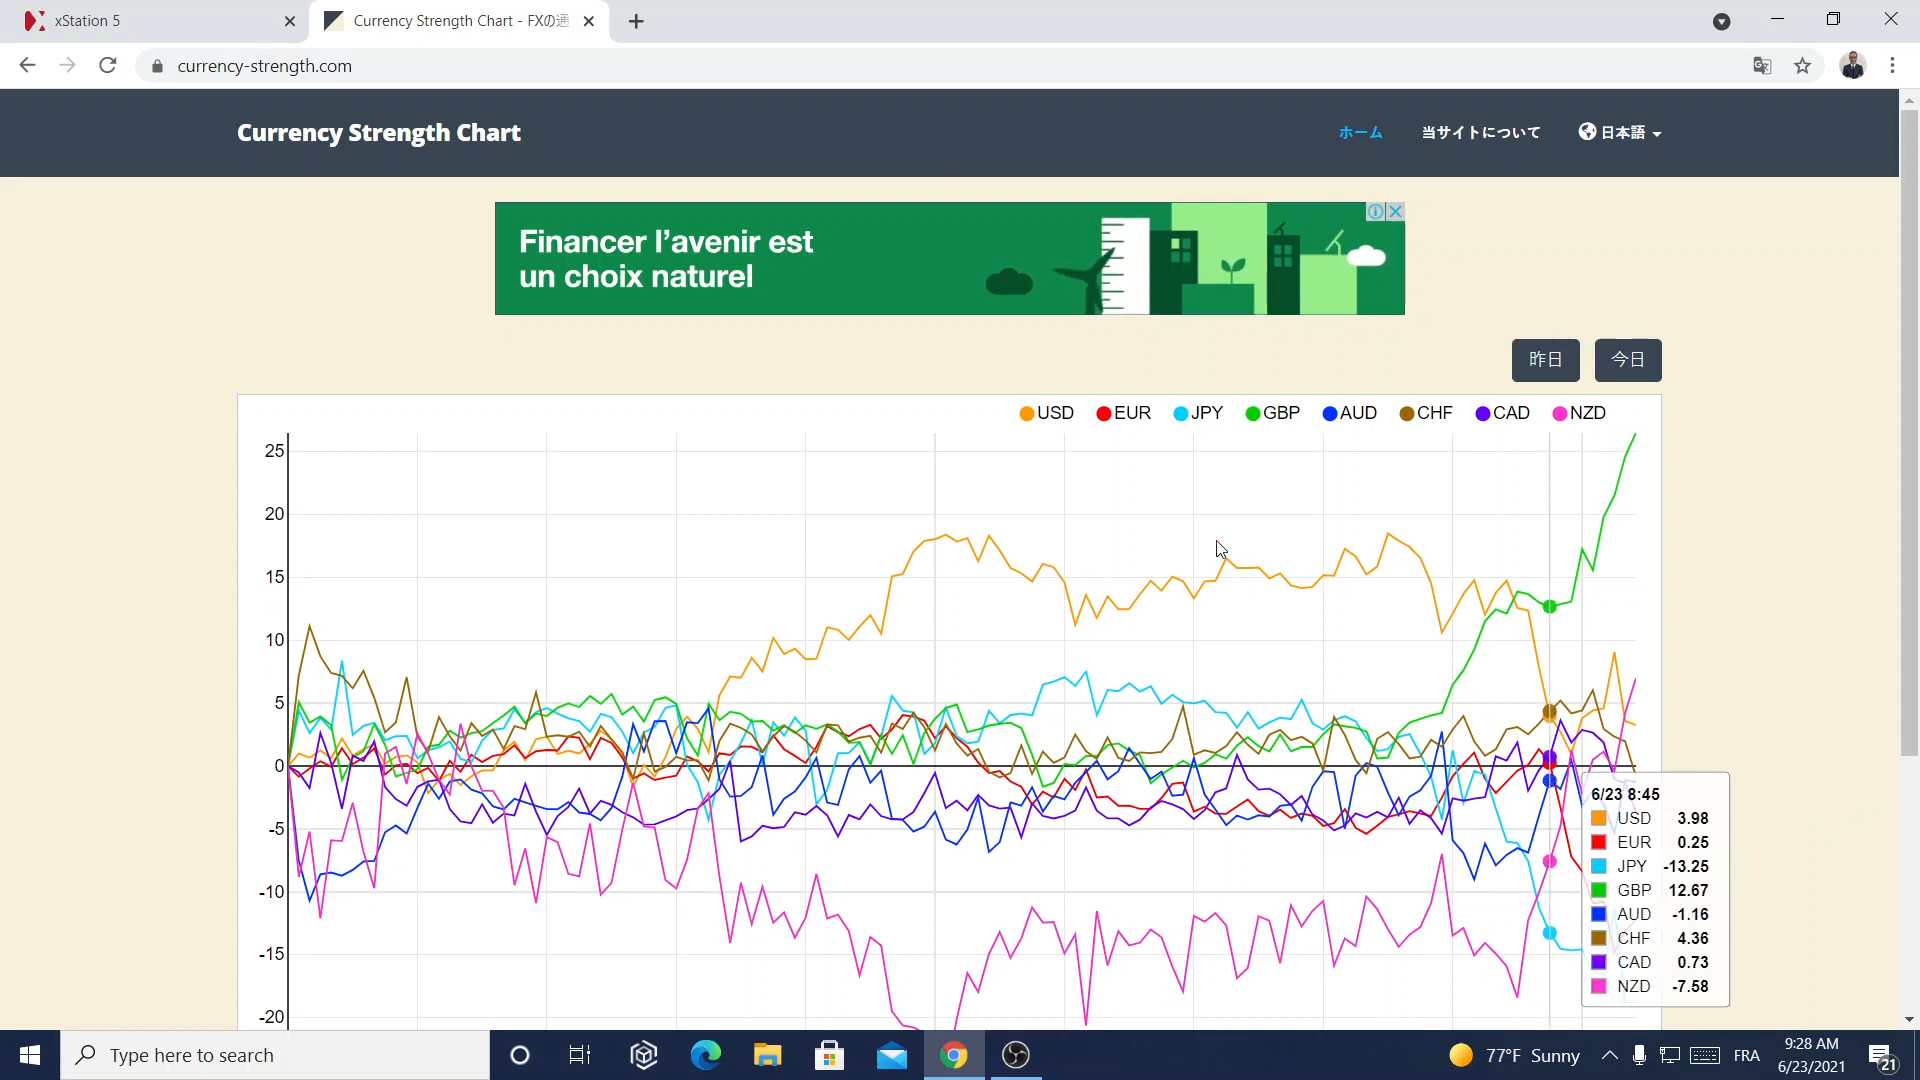 xStation 5
Currency Strength Chart - FXの通
currency-strength.com
Currency Strength Chart
ホーム
当サイトについて
日本語
Financer l'avenir est
un choix naturel
昨日
今日
USD EUR JPY GBP AUD CHF CAD NZD
25
20
15
10
5
0
-5
-10
-15
-20
6/23 8:45
USD 3.98
EUR 0.25
JPY -13.25
GBP 12.67
AUD -1.16
CHF 4.36
CAD 0.73
NZD -7.58
Type here to search
77°F Sunny
FRA
9:28 AM
6/23/2021
21